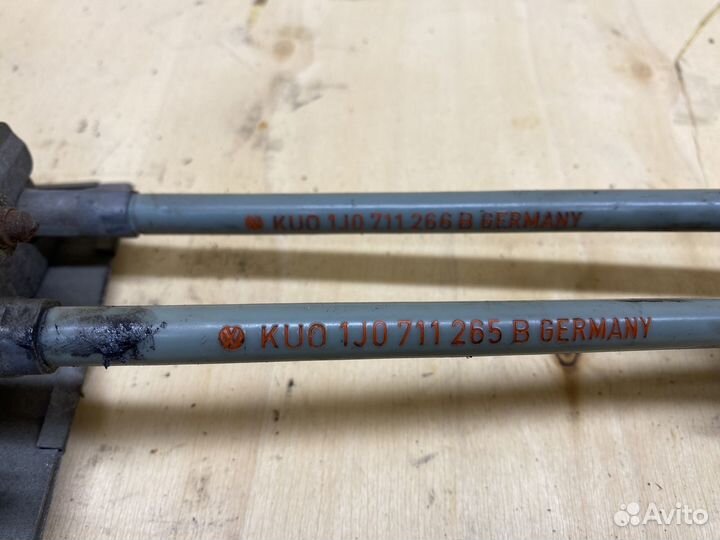 KUO 1J0 711 266 B GERMANY
KUO 1J0 711 265 B GERMANY
Avito